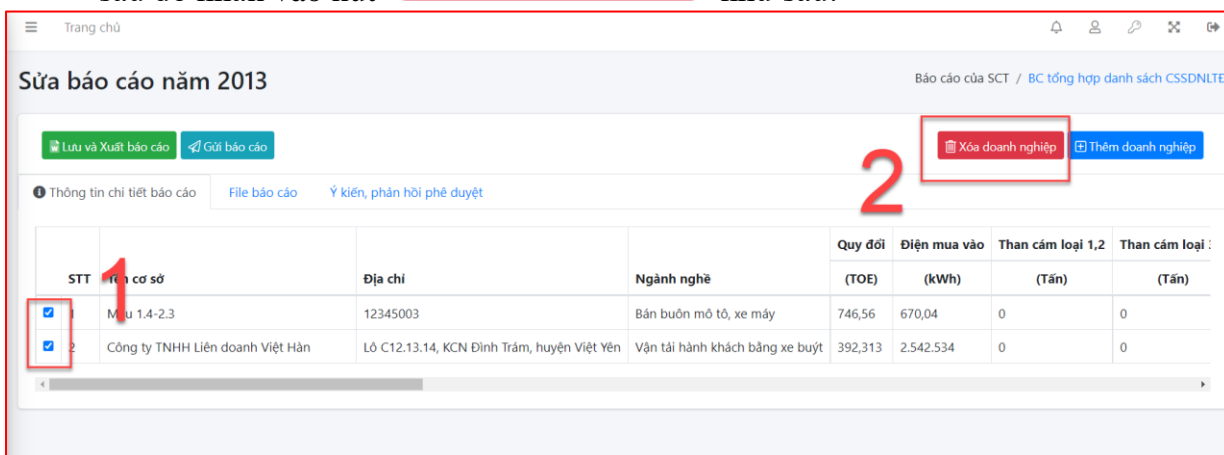 Trang chủ
Sửa báo cáo năm 2013
Báo cáo của SCT / BC tổng hợp danh sách CSSDNLTĐ
Lưu và Xuất báo cáo Gửi báo cáo Xóa doanh nghiệp Thêm doanh nghiệp
2
Thông tin chi tiết báo cáo File báo cáo Ý kiến, phản hồi phê duyệt
Quy đổi Điện mua vào Than cám loại 1,2 Than cám loại
STT Tên cơ sở Địa chỉ Ngành nghề (TOE) (kWh) (Tấn) (Tấn)
1
1 Mẫu 1.4-2.3 12345003 Bán buôn mô tô, xe máy 746,56 670,04 0 0
2 Công ty TNHH Liên doanh Việt Hàn Lô C12.13.14, KCN Đình Trám, huyện Việt Yên Vận tải hành khách bằng xe buýt 392,313 2.542.534 0 0